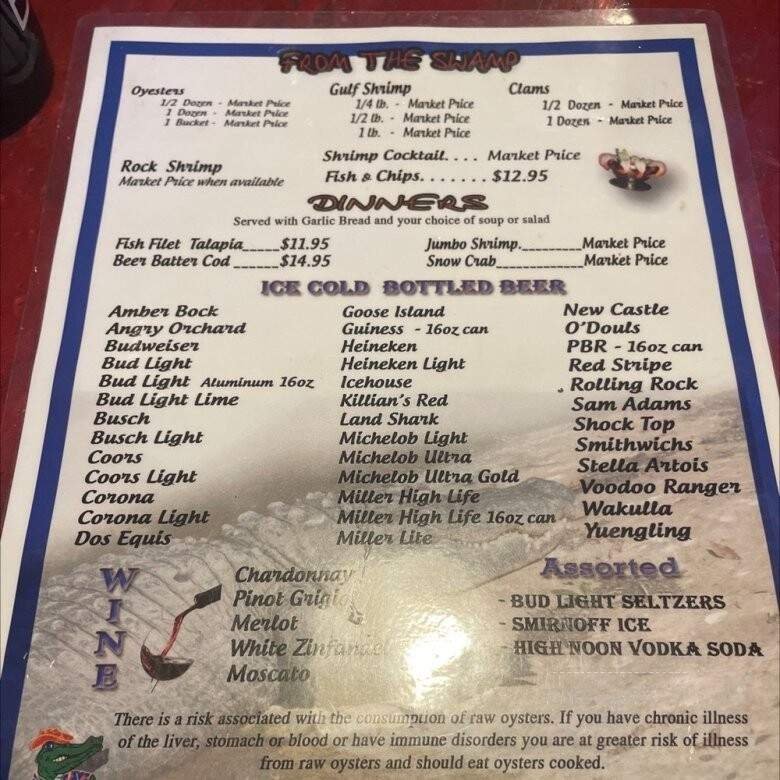 FROM THE SWAMP
Oyesters
1/2 Dozen - Market Price
1 Dozen - Market Price
1 Bucket - Market Price
Gulf Shrimp
1/4 lb. - Market Price
1/2 lb. - Market Price
1 lb. - Market Price
Clams
1/2 Dozen - Market Price
1 Dozen - Market Price
Rock Shrimp
Market Price when available
Shrimp Cocktail. . . . Market Price
Fish & Chips. . . . . . . $12.95
DINNERS
Served with Garlic Bread and your choice of soup or salad
Fish Filet Talapia_____$11.95
Beer Batter Cod ______$14.95
Jumbo Shrimp._________Market Price
Snow Crab_____________Market Price
ICE COLD BOTTLED BEER
Amber Bock
Angry Orchard
Budweiser
Bud Light
Bud Light Aluminum 16oz
Bud Light Lime
Busch
Busch Light
Coors
Coors Light
Corona
Corona Light
Dos Equis
Goose Island
Guiness - 16oz can
Heineken
Heineken Light
Icehouse
Killian's Red
Land Shark
Michelob Light
Michelob Ultra
Michelob Ultra Gold
Miller High Life
Miller High Life 16oz can
Miller Lite
New Castle
O'Douls
PBR - 16oz can
Red Stripe
Rolling Rock
Sam Adams
Shock Top
Smithwichs
Stella Artois
Voodoo Ranger
Wakulla
Yuengling
WINE
Chardonnay
Pinot Grigio
Merlot
White Zinfandel
Moscato
Assorted
- BUD LIGHT SELTZERS
- SMIRNOFF ICE
- HIGH NOON VODKA SODA
There is a risk associated with the consumption of raw oysters. If you have chronic illness
of the liver, stomach or blood or have immune disorders you are at greater risk of illness
from raw oysters and should eat oysters cooked.